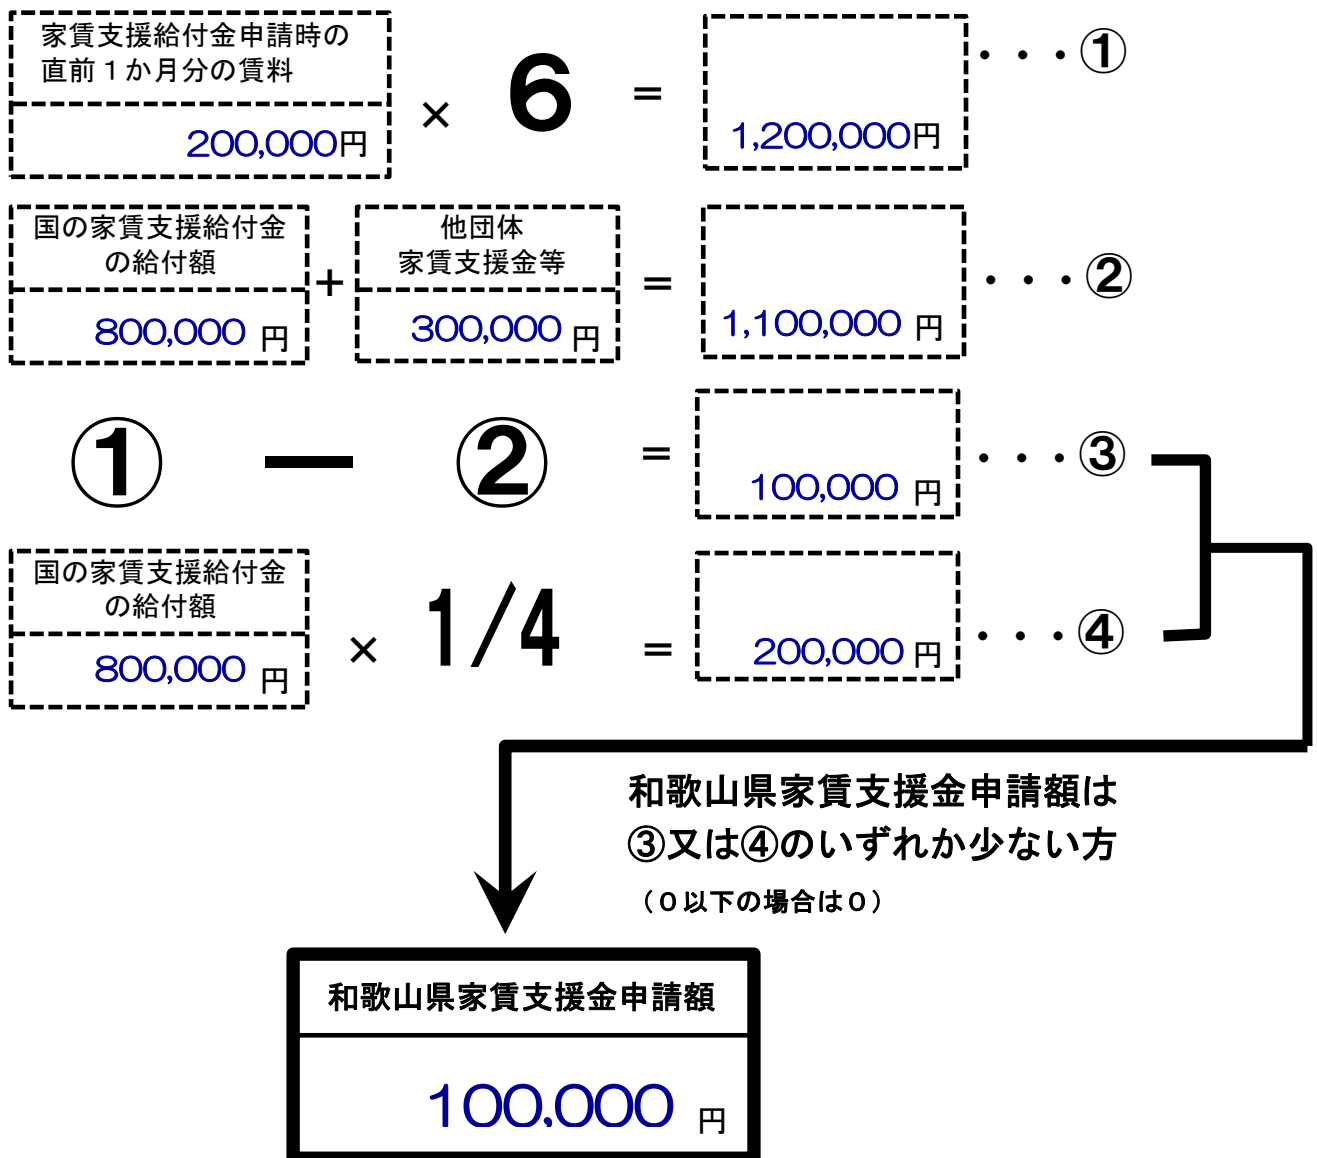 家賃支援給付金申請時の
直前１か月分の賃料
200,000円 × 6 = 1,200,000円 ・・・①
国の家賃支援給付金
の給付額
800,000 円
+
他団体
家賃支援金等
300,000 円
= 1,100,000 円 ・・・②
① － ② = 100,000 円 ・・・③
国の家賃支援給付金
の給付額
800,000 円 × 1/4 = 200,000 円 ・・・④
和歌山県家賃支援金申請額は
③又は④のいずれか少ない方
（０以下の場合は０）
和歌山県家賃支援金申請額
100,000 円